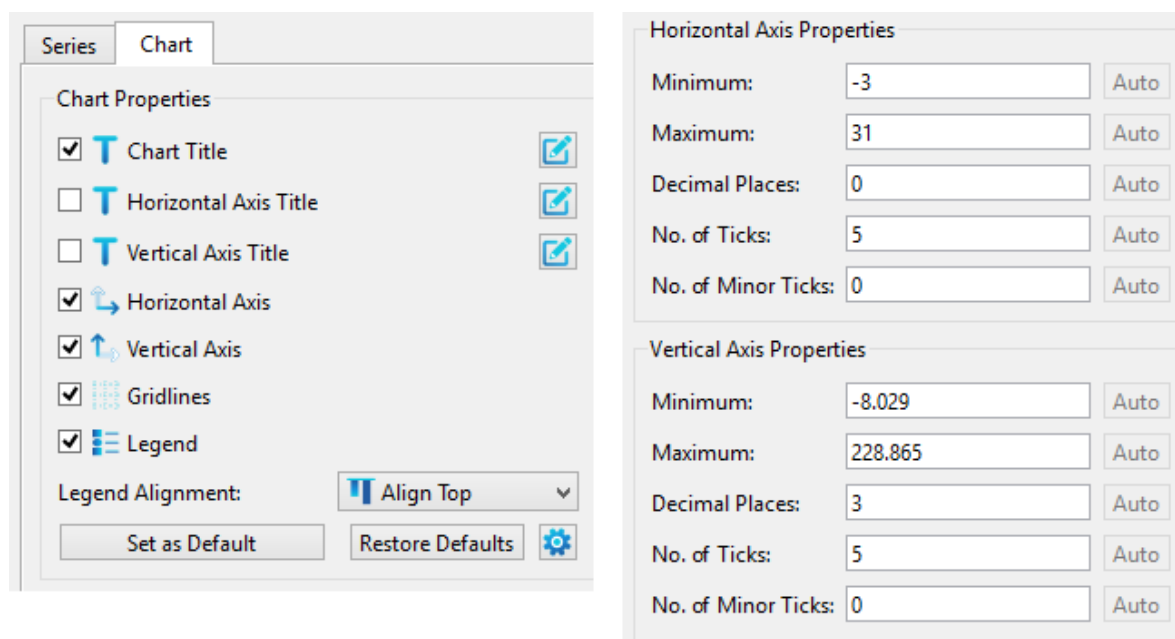 Series Chart
Chart Properties
Chart Title
Horizontal Axis Title
Vertical Axis Title
Horizontal Axis
Vertical Axis
Gridlines
Legend
Legend Alignment: Align Top
Set as Default Restore Defaults
Horizontal Axis Properties
Minimum: -3 Auto
Maximum: 31 Auto
Decimal Places: 0 Auto
No. of Ticks: 5 Auto
No. of Minor Ticks: 0 Auto
Vertical Axis Properties
Minimum: -8.029 Auto
Maximum: 228.865 Auto
Decimal Places: 3 Auto
No. of Ticks: 5 Auto
No. of Minor Ticks: 0 Auto